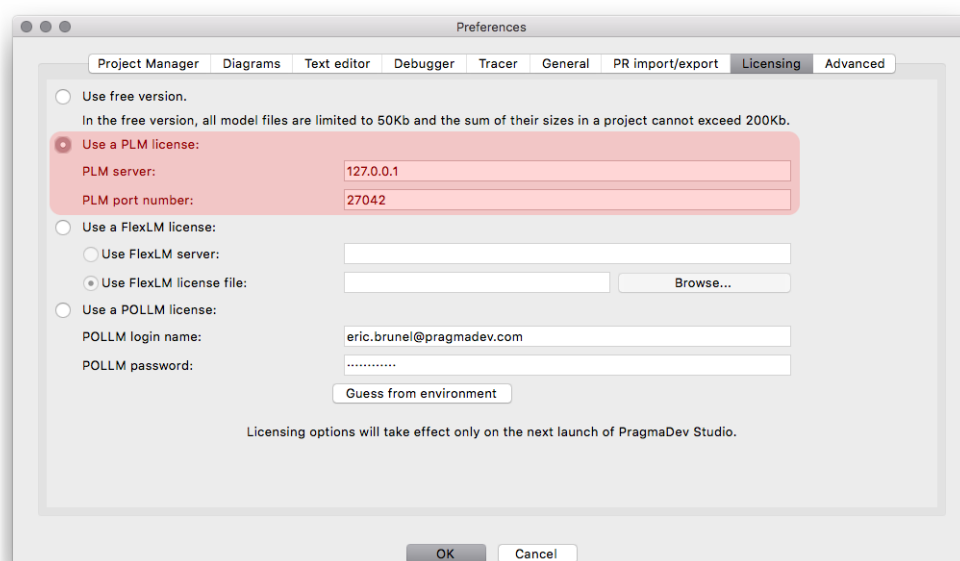 Preferences
Project Manager Diagrams Text editor Debugger Tracer General PR import/export Licensing Advanced
Use free version.
In the free version, all model files are limited to 50Kb and the sum of their sizes in a project cannot exceed 200Kb.
Use a PLM license:
PLM server: 127.0.0.1
PLM port number: 27042
Use a FlexLM license:
Use FlexLM server:
Use FlexLM license file: Browse...
Use a POLLM license:
POLLM login name: eric.brunel@pragmadev.com
POLLM password: ············
Guess from environment
Licensing options will take effect only on the next launch of PragmaDev Studio.
OK Cancel